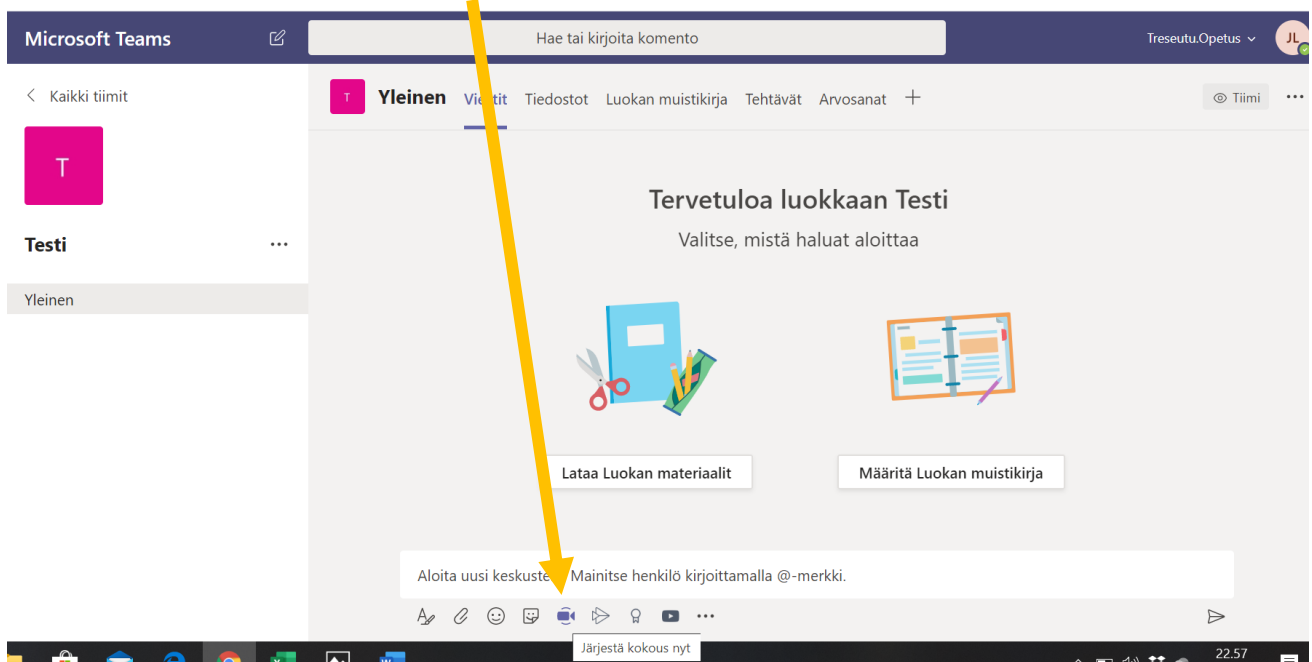 Microsoft Teams
Hae tai kirjoita komento
Treseutu.Opetus
JL
Kaikki tiimit
T
Testi
Yleinen
T
Yleinen
Tiedostot
Luokan muistikirja
Tehtävät
Arvosanat
Tiimi
Tervetuloa luokkaan Testi
Valitse, mistä haluat aloittaa
Lataa Luokan materiaalit
Määritä Luokan muistikirja
Aloita uusi Mainitse henkilö kirjoittamalla @-merkki.
Järjestä kokous nyt
22.57